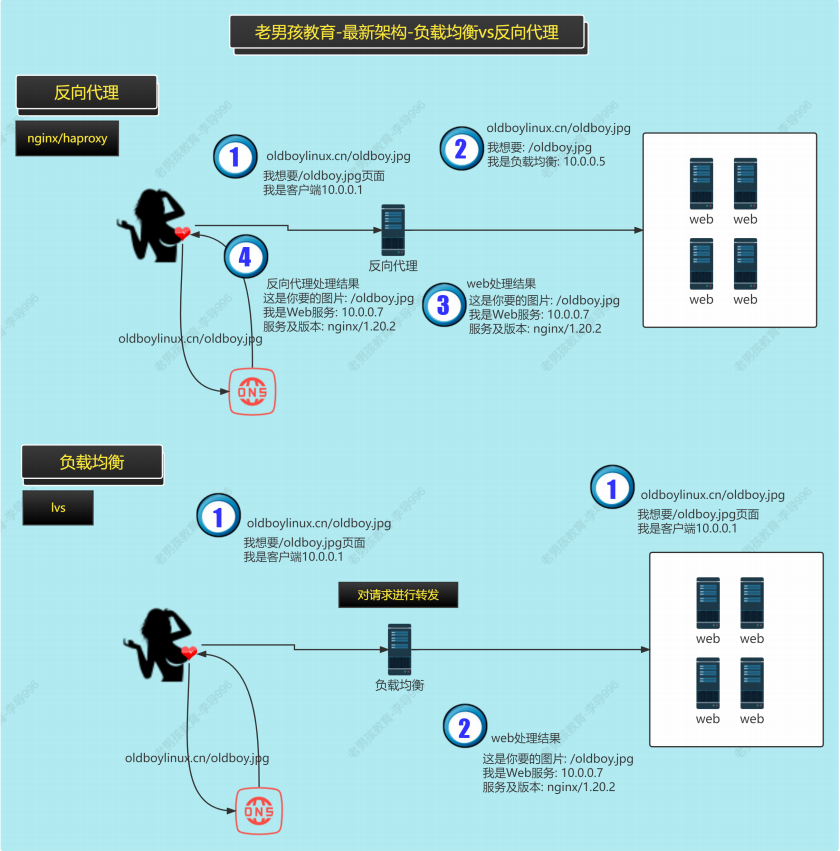 老男孩教育-最新架构-负载均衡vs反向代理
反向代理
nginx/haproxy
1
oldboylinux.cn/oldboy.jpg
我想要/oldboy.jpg页面
我是客户端10.0.0.1
2
oldboylinux.cn/oldboy.jpg
我想要: /oldboy.jpg
我是负载均衡: 10.0.0.5
web
web
web
web
反向代理
4
反向代理处理结果
这是你要的图片: /oldboy.jpg
我是Web服务: 10.0.0.7
服务及版本: nginx/1.20.2
3
web处理结果
这是你要的图片: /oldboy.jpg
我是Web服务: 10.0.0.7
服务及版本: nginx/1.20.2
oldboylinux.cn/oldboy.jpg
DNS
负载均衡
lvs
1
oldboylinux.cn/oldboy.jpg
我想要/oldboy.jpg页面
我是客户端10.0.0.1
1
oldboylinux.cn/oldboy.jpg
我想要/oldboy.jpg页面
我是客户端10.0.0.1
对请求进行转发
负载均衡
web
web
web
web
2
web处理结果
这是你要的图片: /oldboy.jpg
我是Web服务: 10.0.0.7
服务及版本: nginx/1.20.2
oldboylinux.cn/oldboy.jpg
DNS
老男孩教育-李导996